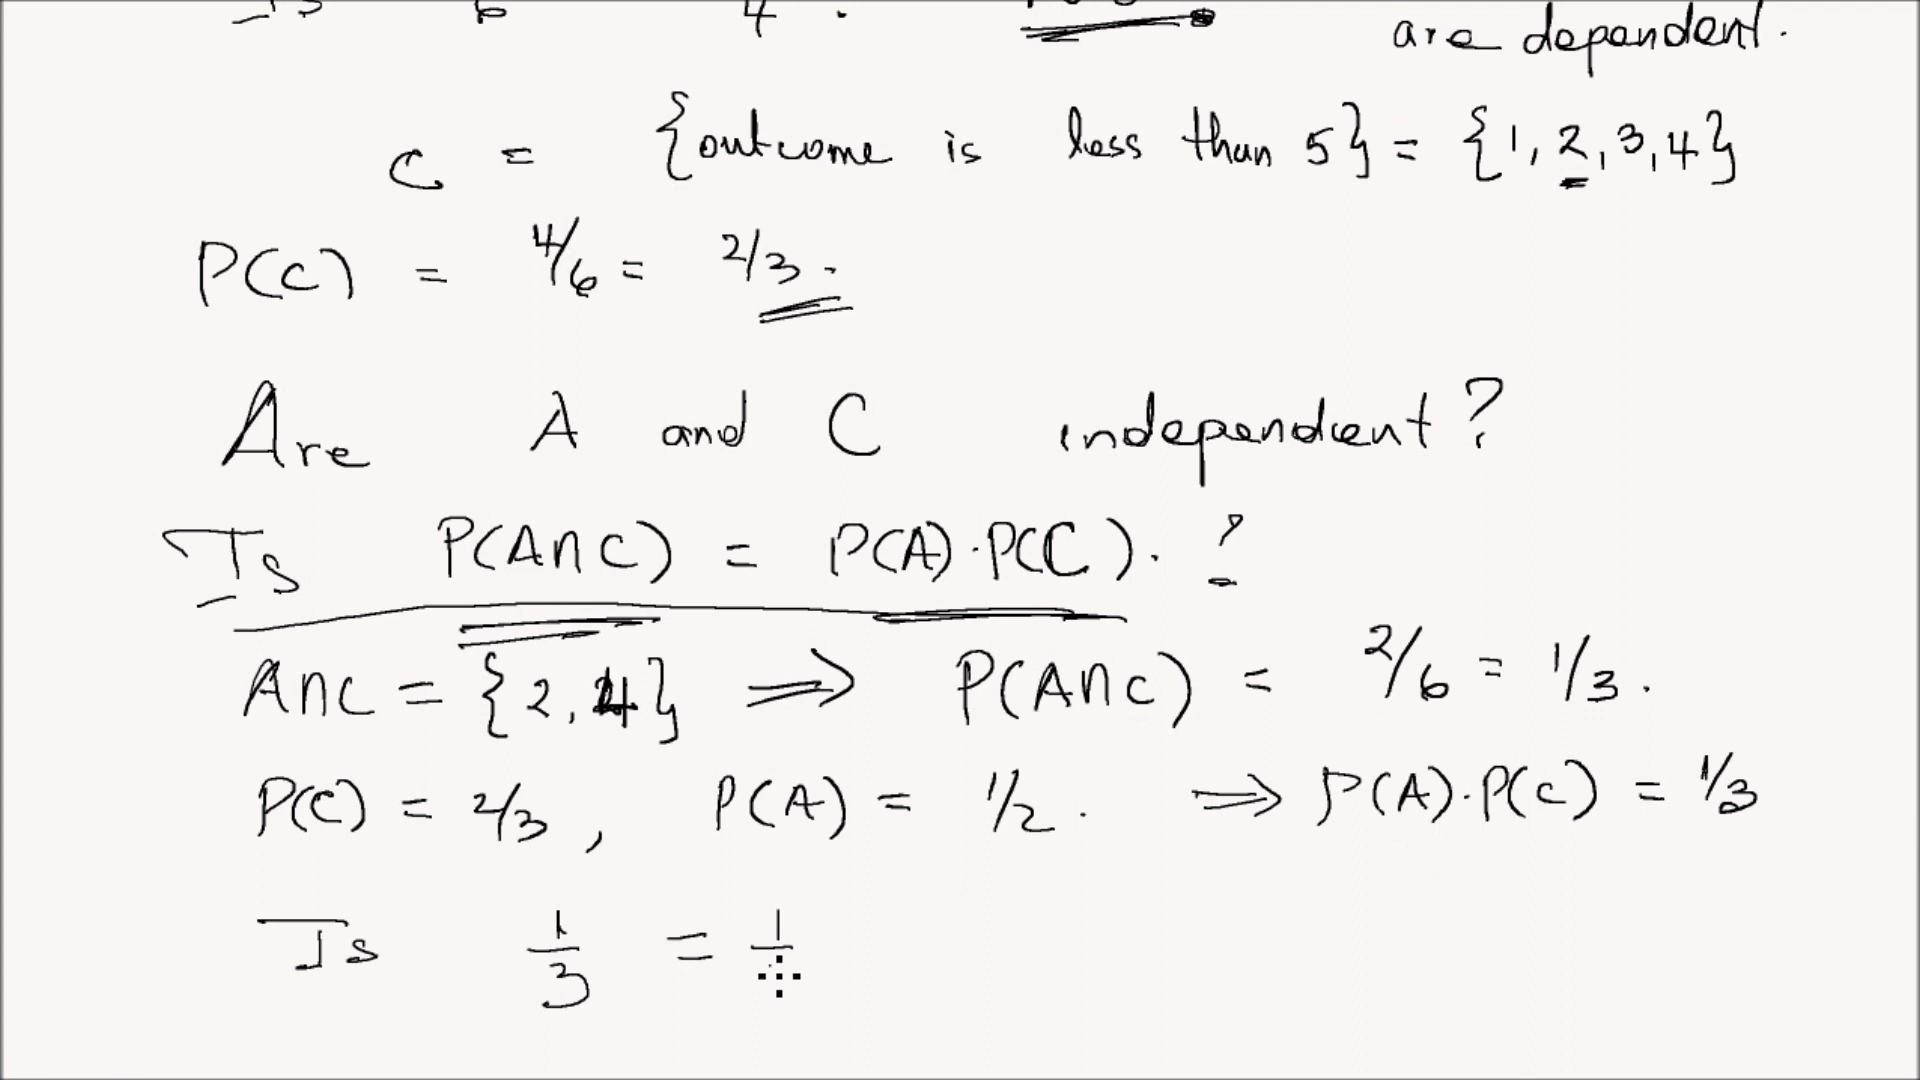 are dependent.
C = {outcome is less than 5} = {1, 2, 3, 4}
P(C) = 4/6 = 2/3.
Are A and C independent?
Is P(A∩C) = P(A)·P(C). ?
A∩C = {2, 4} ⇒ P(A∩C) = 2/6 = 1/3.
P(C) = 2/3, P(A) = 1/2. ⇒ P(A)·P(C) = 1/3
Is 1/3 = 1